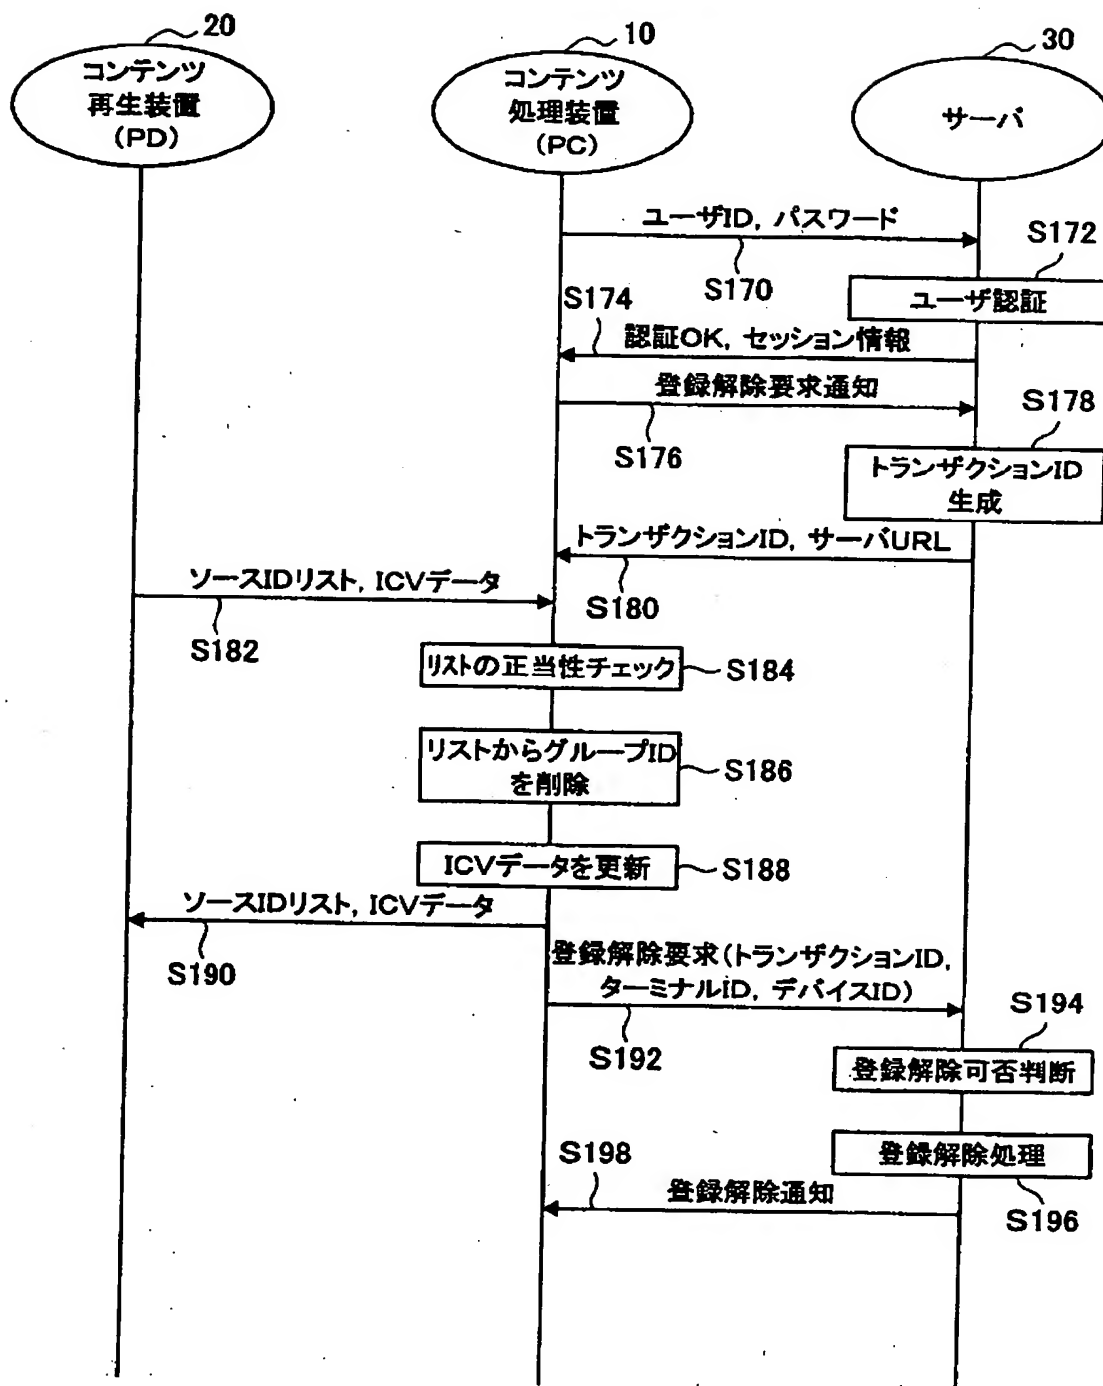 20
コンテンツ
再生装置
(PD)
10
コンテンツ
処理装置
(PC)
30
サーバ
ユーザID, パスワード
S170
S172
ユーザ認証
S174
認証OK, セッション情報
登録解除要求通知
S176
S178
トランザクションID
生成
トランザクションID, サーバURL
S180
ソースIDリスト, ICVデータ
S182
リストの正当性チェック
S184
リストからグループID
を削除
S186
ICVデータを更新
S188
ソースIDリスト, ICVデータ
S190
登録解除要求(トランザクションID,
ターミナルID, デバイスID)
S192
S194
登録解除可否判断
登録解除処理
S196
S198
登録解除通知